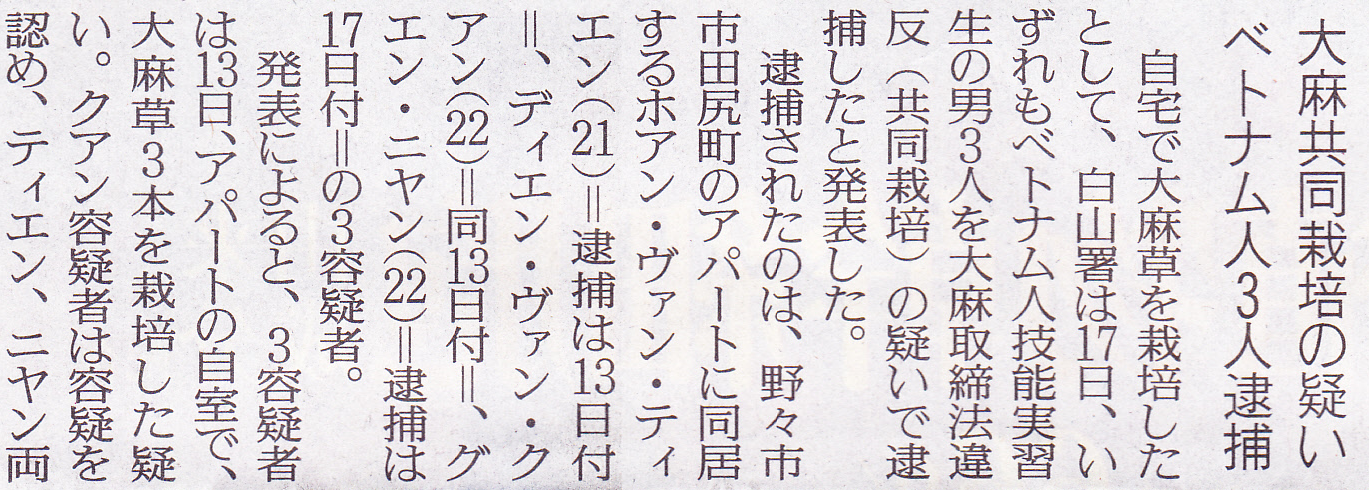 大麻共同栽培の疑い
ベトナム人3人逮捕
自宅で大麻草を栽培した
として、白山署は17日、い
ずれもベトナム人技能実習
生の男3人を大麻取締法違
反（共同栽培）の疑いで逮
捕したと発表した。
逮捕されたのは、野々市
市田尻町のアパートに同居
するホアン・ヴァン・ティ
エン（21）＝逮捕は13日付
＝、ディエン・ヴァン・ク
アン（22）＝同13日付＝、グ
エン・ニヤン（22）＝逮捕は
17日付＝の3容疑者。
発表によると、3容疑者
は13日、アパートの自室で、
大麻草3本を栽培した疑
い。クアン容疑者は容疑を
認め、ティエン、ニヤン両